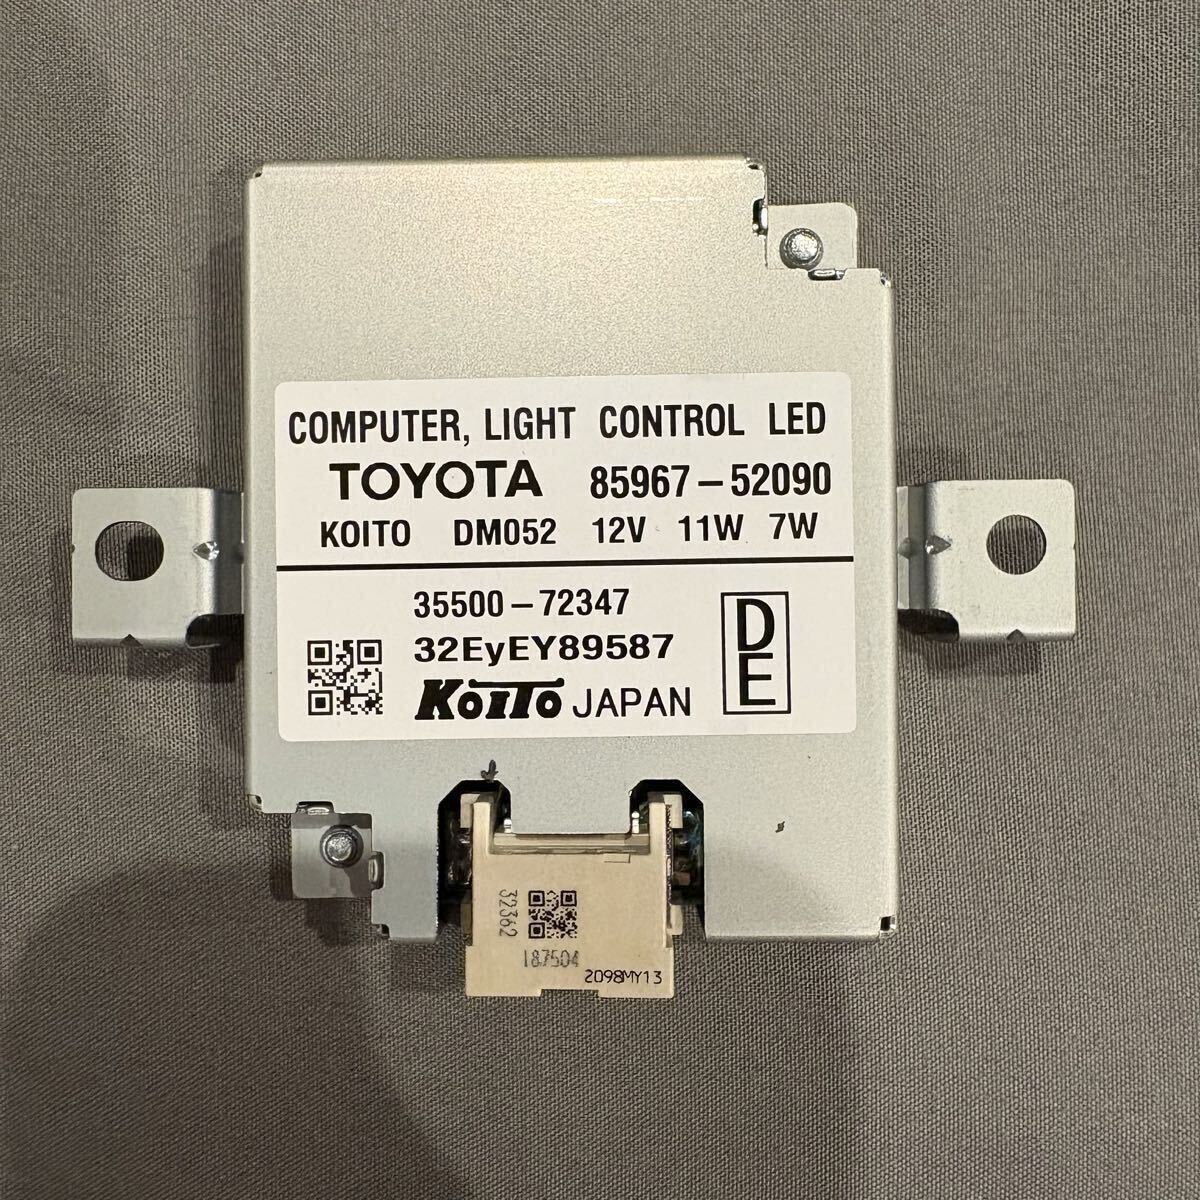 COMPUTER, LIGHT CONTROL LED
TOYOTA 85967-52090
KOITO DM052 12V 11W 7W
35500-72347
32EyEY89587
KOITO JAPAN
DE
32362
187504
2098MY13